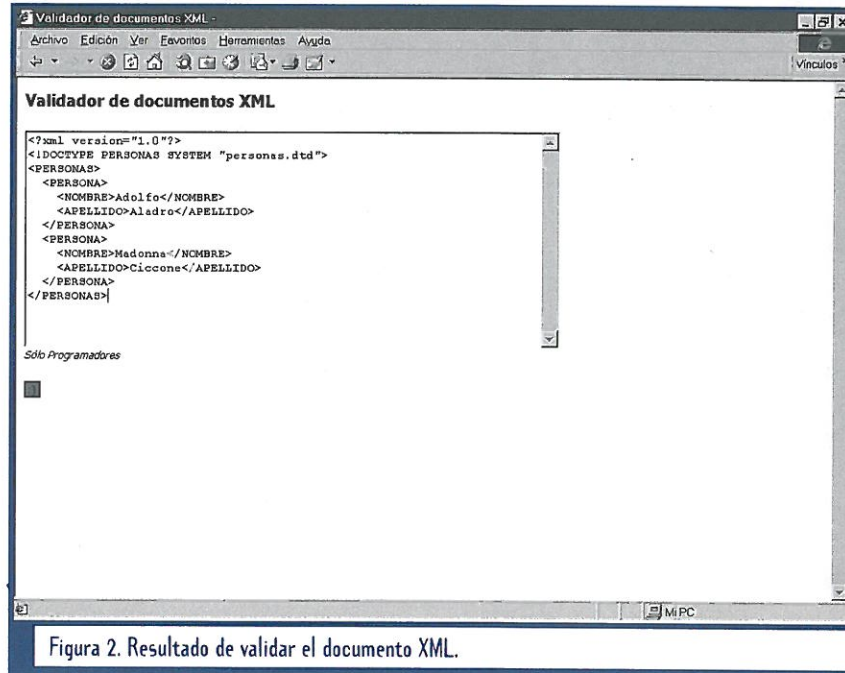 Validador de documentos XML -
Archivo Edición Ver Favoritos Herramientas Ayuda
Vínculos
Validador de documentos XML
<?xml version="1.0"?>
<!DOCTYPE PERSONAS SYSTEM "personas.dtd">
<PERSONAS>
<PERSONA>
<NOMBRE>Adolfo</NOMBRE>
<APELLIDO>Aladro</APELLIDO>
</PERSONA>
<PERSONA>
<NOMBRE>Madonna</NOMBRE>
<APELLIDO>Ciccone</APELLIDO>
</PERSONA>
</PERSONAS>
Sólo Programadores
Mi PC
Figura 2. Resultado de validar el documento XML.